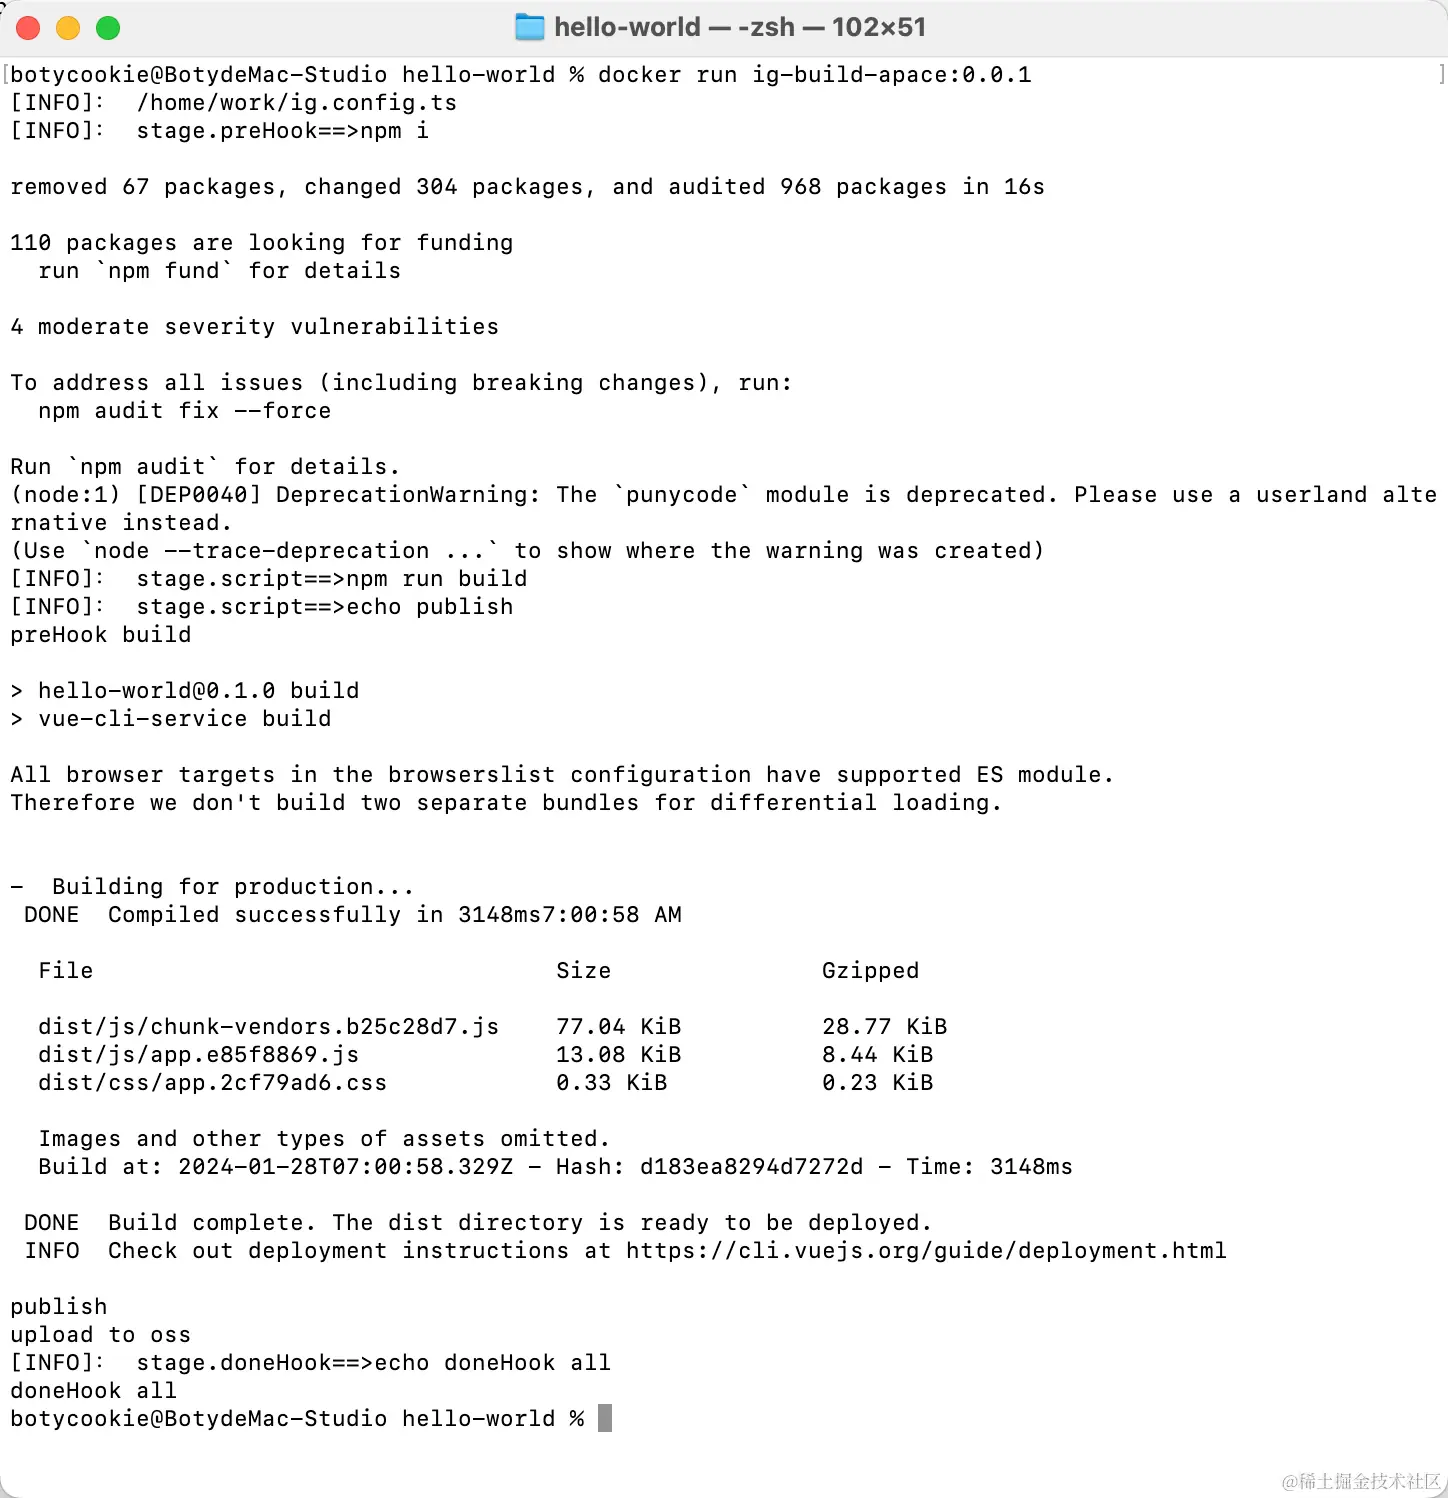 hello-world — -zsh — 102×51
botycookie@BotydeMac-Studio hello-world % docker run ig-build-apace:0.0.1
[INFO]:  /home/work/ig.config.ts
[INFO]:  stage.preHook==>npm i
removed 67 packages, changed 304 packages, and audited 968 packages in 16s
110 packages are looking for funding
  run `npm fund` for details
4 moderate severity vulnerabilities
To address all issues (including breaking changes), run:
  npm audit fix --force
Run `npm audit` for details.
(node:1) [DEP0040] DeprecationWarning: The `punycode` module is deprecated. Please use a userland alte
rnative instead.
(Use `node --trace-deprecation ...` to show where the warning was created)
[INFO]:  stage.script==>npm run build
[INFO]:  stage.script==>echo publish
preHook build
> hello-world@0.1.0 build
> vue-cli-service build
All browser targets in the browserslist configuration have supported ES module.
Therefore we don't build two separate bundles for differential loading.
-  Building for production...
 DONE  Compiled successfully in 3148ms7:00:58 AM
  File                                 Size               Gzipped
  dist/js/chunk-vendors.b25c28d7.js    77.04 KiB          28.77 KiB
  dist/js/app.e85f8869.js              13.08 KiB          8.44 KiB
  dist/css/app.2cf79ad6.css            0.33 KiB           0.23 KiB
  Images and other types of assets omitted.
  Build at: 2024-01-28T07:00:58.329Z - Hash: d183ea8294d7272d - Time: 3148ms
 DONE  Build complete. The dist directory is ready to be deployed.
 INFO  Check out deployment instructions at https://cli.vuejs.org/guide/deployment.html
publish
upload to oss
[INFO]:  stage.doneHook==>echo doneHook all
doneHook all
botycookie@BotydeMac-Studio hello-world %
@稀土掘金技术社区